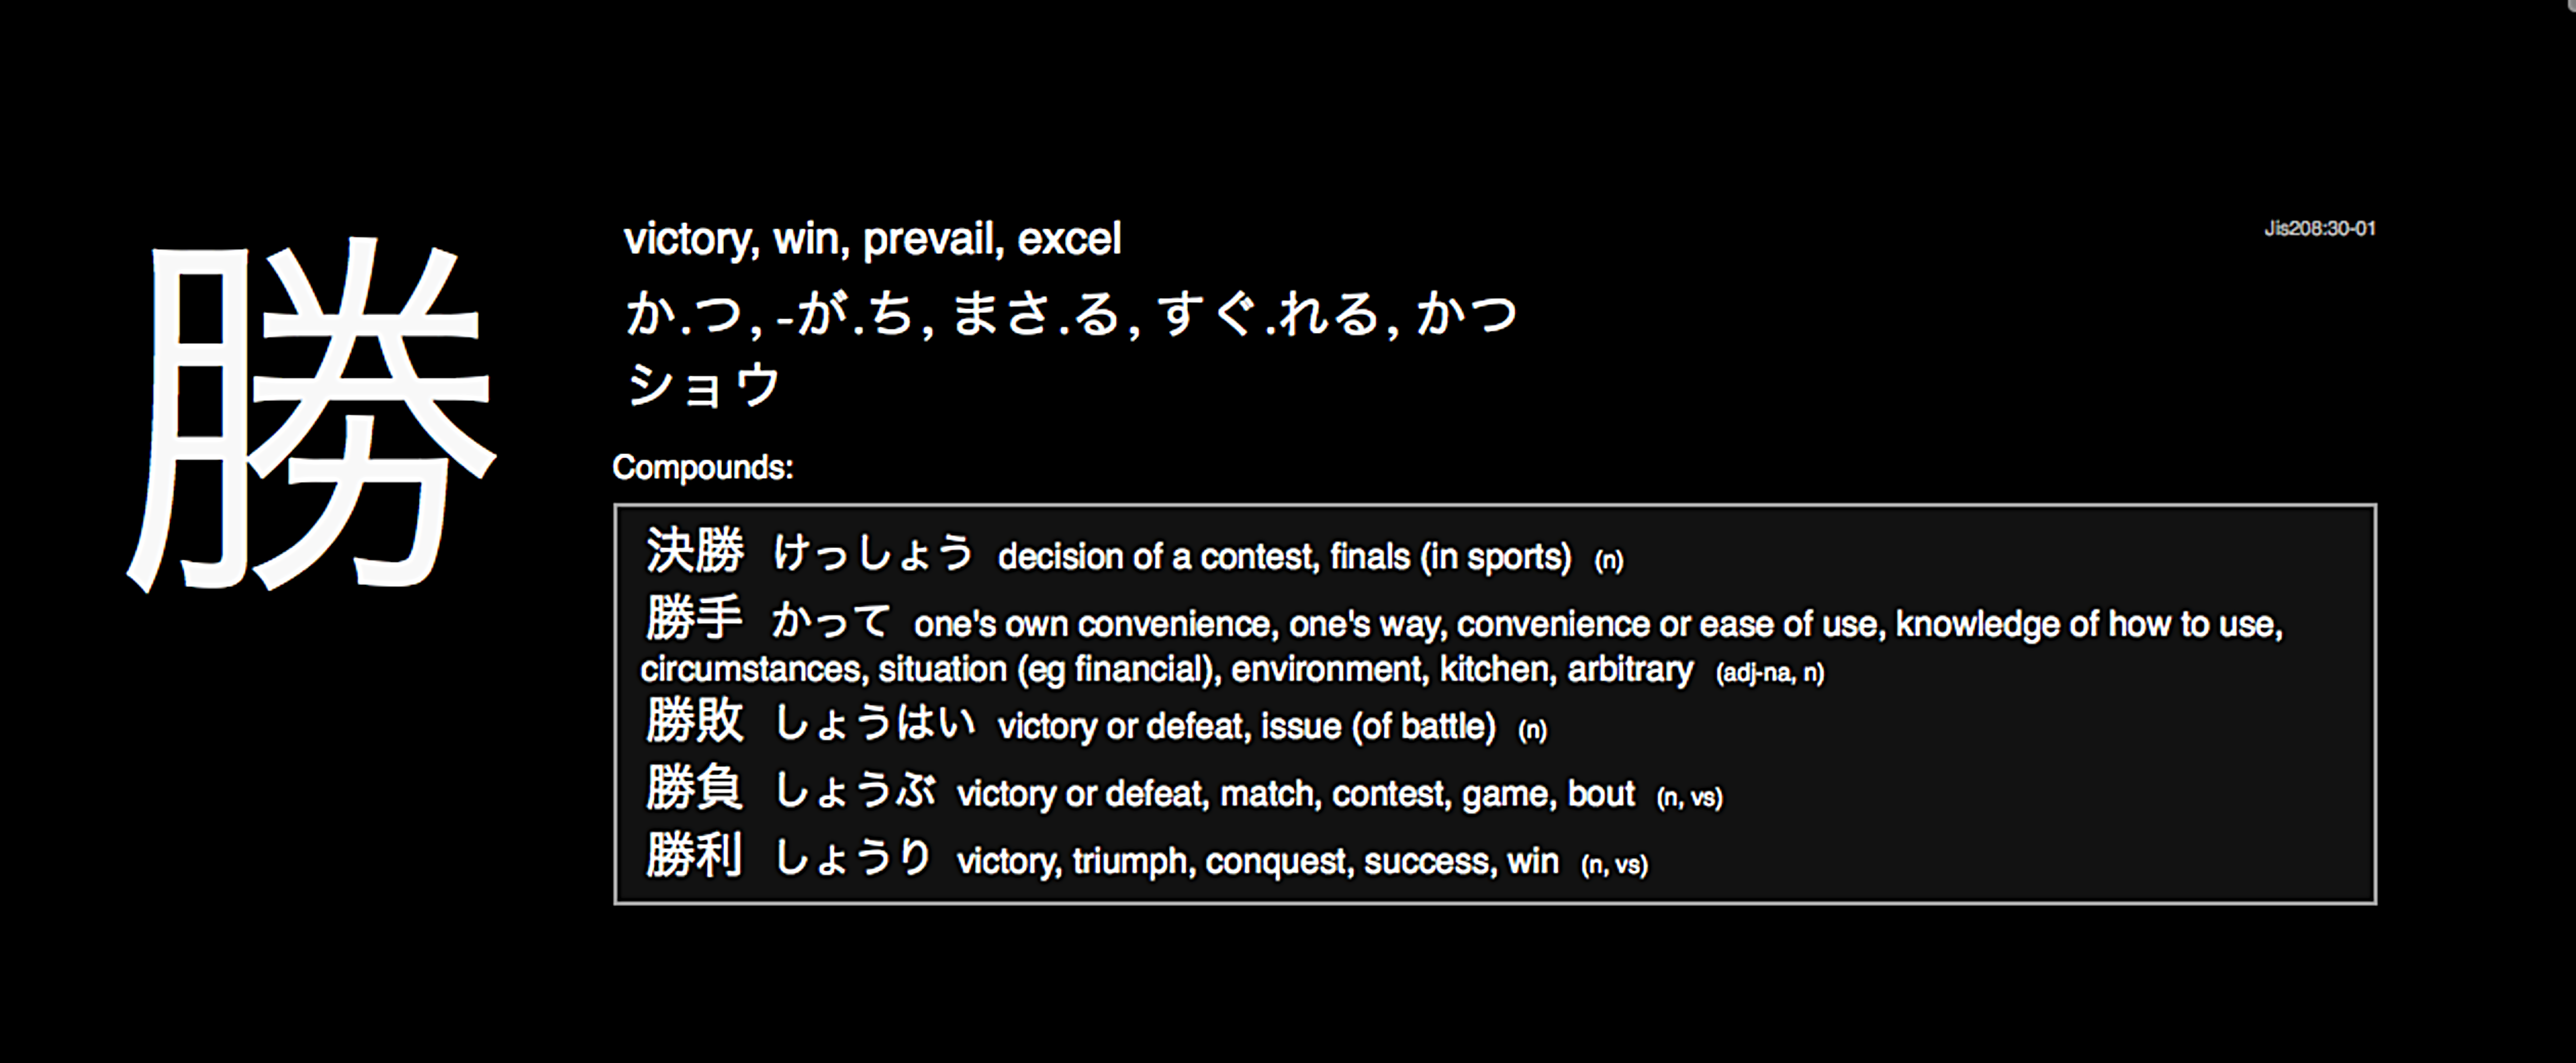 勝
victory, win, prevail, excel
Jis208:30-01
か.つ, -が.ち, まさ.る, すぐ.れる, かつ
ショウ
Compounds:
決勝 けっしょう decision of a contest, finals (in sports) (n)
勝手 かって one's own convenience, one's way, convenience or ease of use, knowledge of how to use,
circumstances, situation (eg financial), environment, kitchen, arbitrary (adj-na, n)
勝敗 しょうはい victory or defeat, issue (of battle) (n)
勝負 しょうぶ victory or defeat, match, contest, game, bout (n, vs)
勝利 しょうり victory, triumph, conquest, success, win (n, vs)